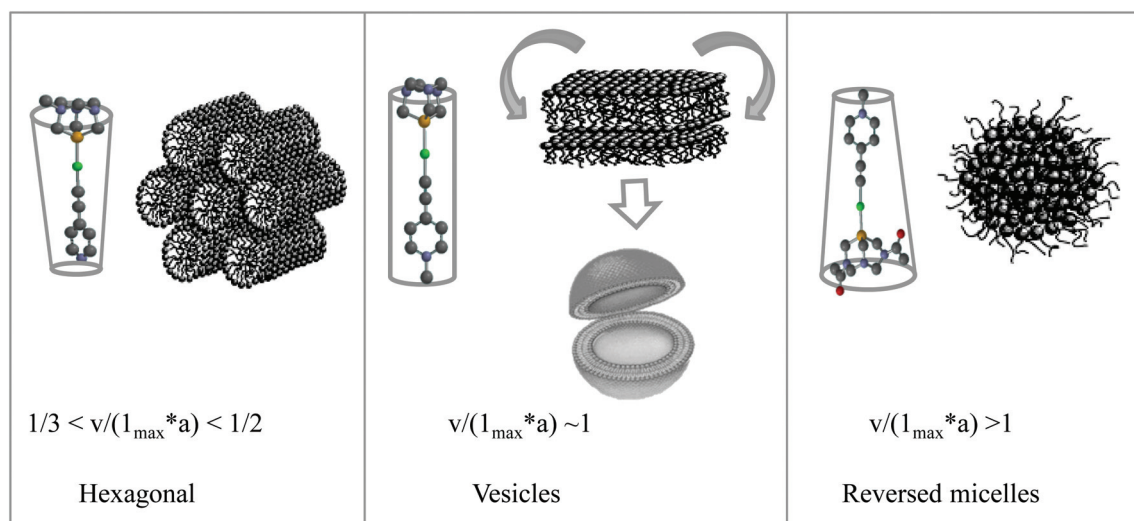 1/3 < v/(1max*a) < 1/2
Hexagonal
v/(1max*a) ~1
Vesicles
v/(1max*a) >1
Reversed micelles